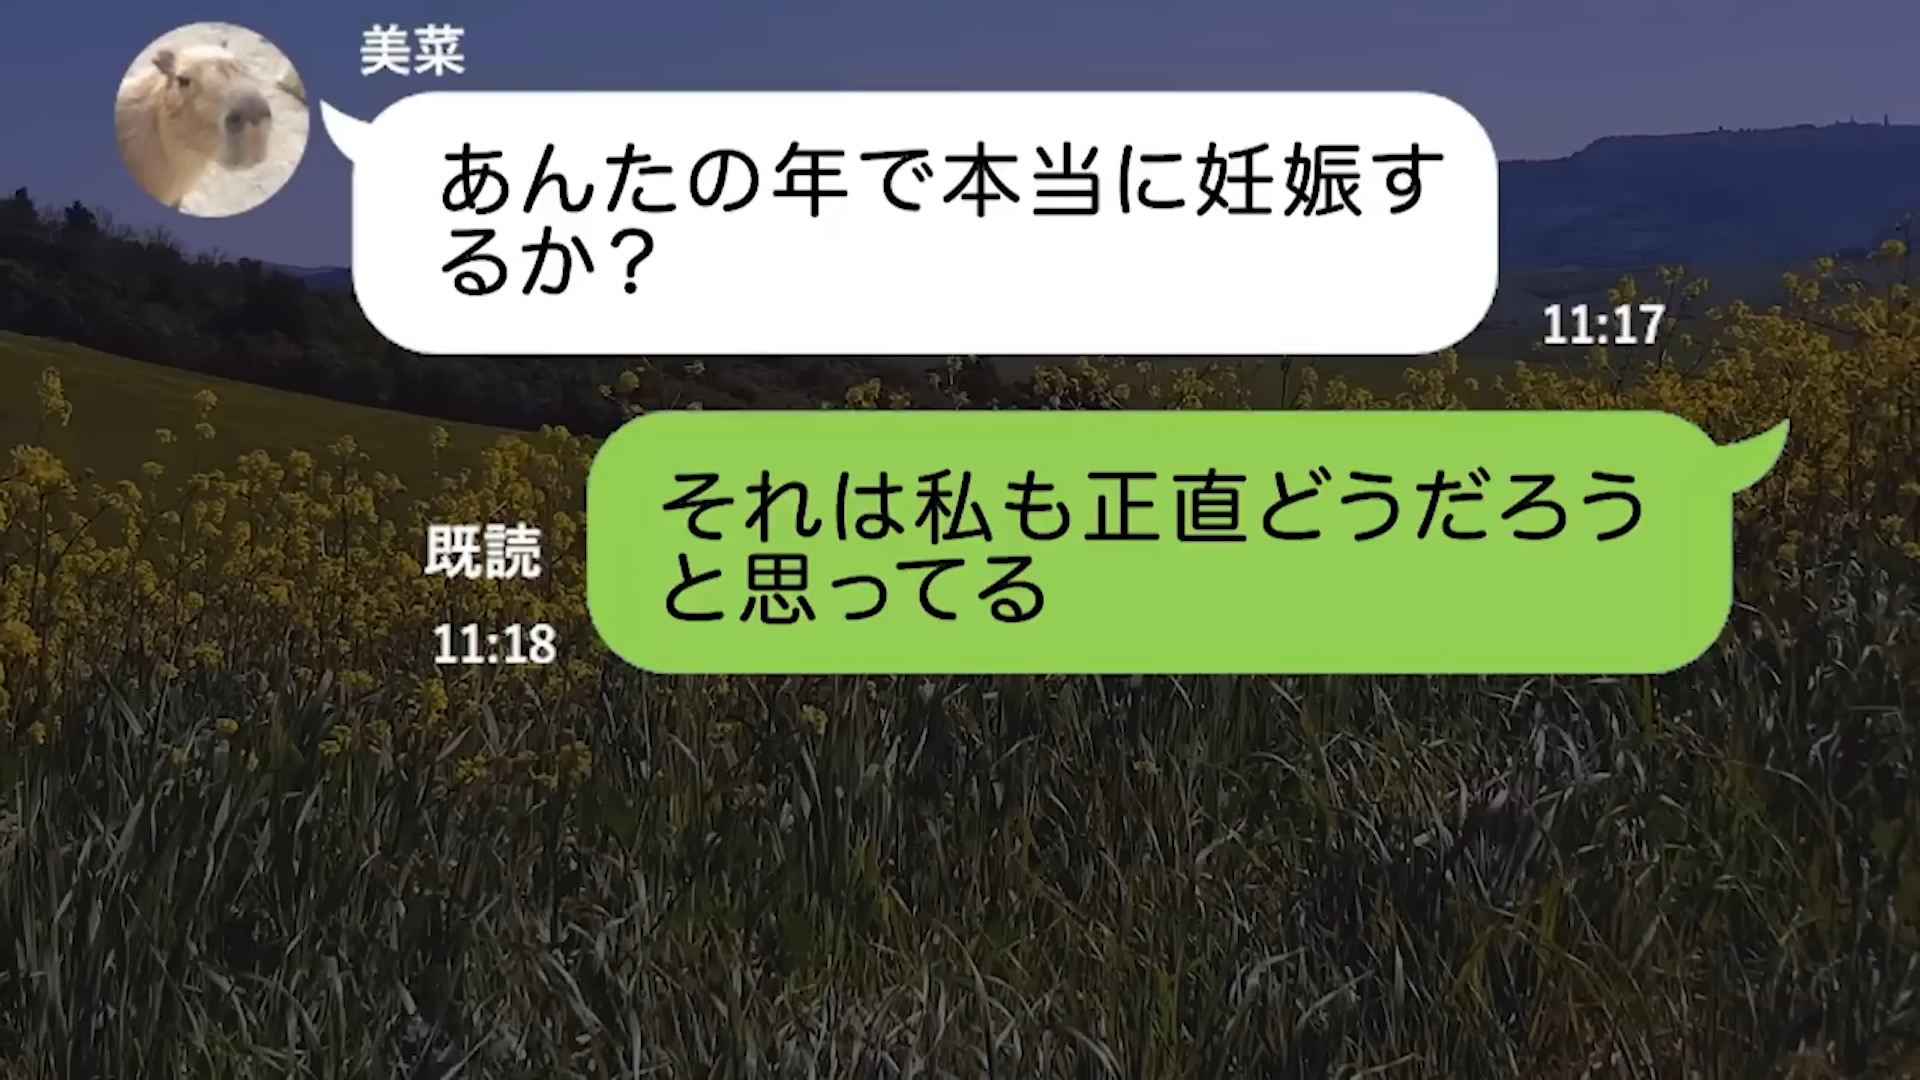 美菜
あんたの年で本当に妊娠す
るか？
11:17
それは私も正直どうだろう
と思ってる
既読
11:18